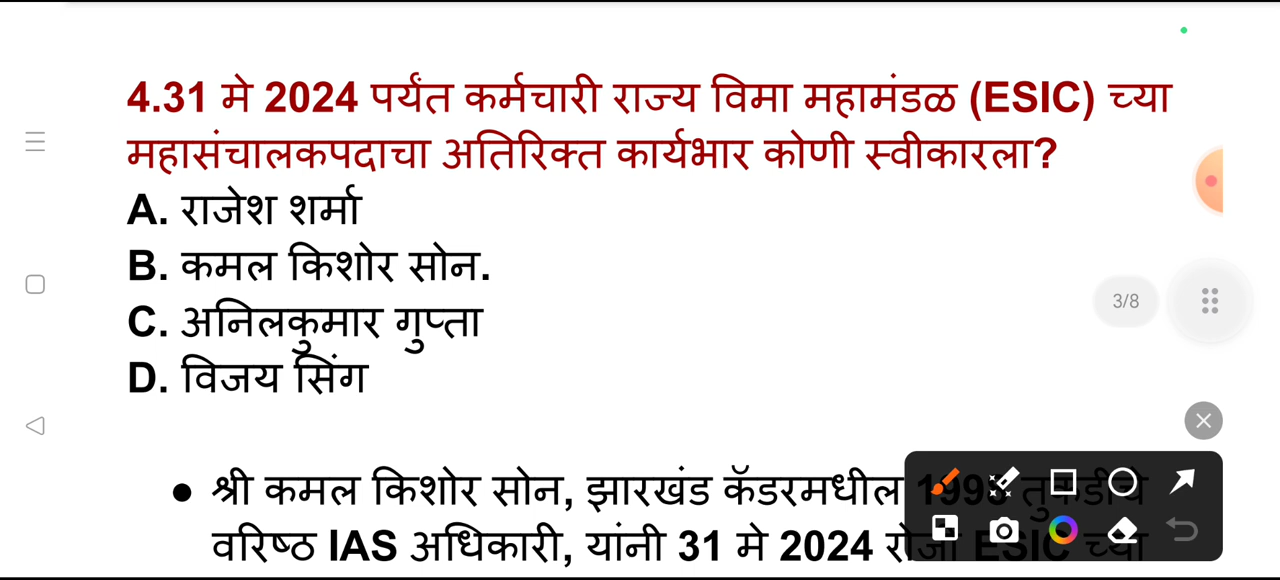 4.31 मे 2024 पर्यंत कर्मचारी राज्य विमा महामंडळ (ESIC) च्या
महासंचालकपदाचा अतिरिक्त कार्यभार कोणी स्वीकारला?
A. राजेश शर्मा
B. कमल किशोर सोन.
C. अनिलकुमार गुप्ता
D. विजय सिंग
3/8
● श्री कमल किशोर सोन, झारखंड कॅडरमधील
वरिष्ठ IAS अधिकारी, यांनी 31 मे 2024 रोजी ESIC च्या